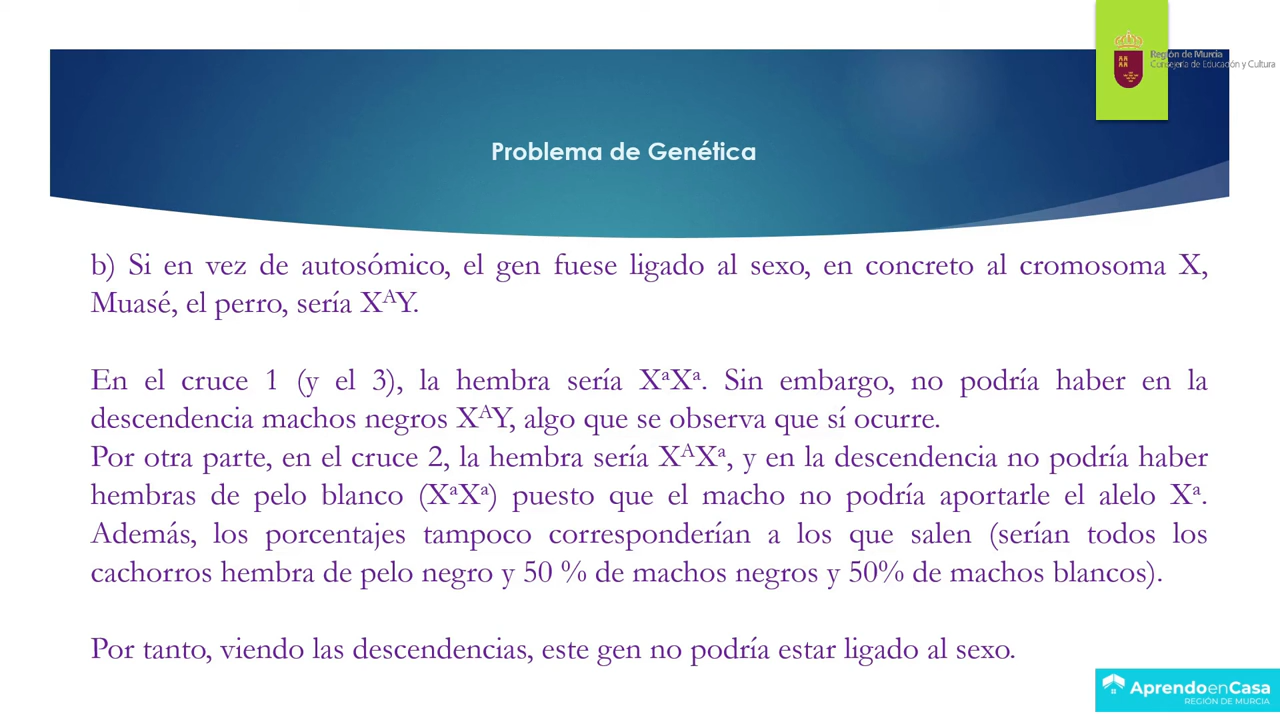 Región de Murcia
Consejería de Educación y Cultura
Problema de Genética
b) Si en vez de autosómico, el gen fuese ligado al sexo, en concreto al cromosoma X,
Muasé, el perro, sería XᴬY.
En el cruce 1 (y el 3), la hembra sería XᵃXᵃ. Sin embargo, no podría haber en la
descendencia machos negros XᴬY, algo que se observa que sí ocurre.
Por otra parte, en el cruce 2, la hembra sería XᴬXᵃ, y en la descendencia no podría haber
hembras de pelo blanco (XᵃXᵃ) puesto que el macho no podría aportarle el alelo Xᵃ.
Además, los porcentajes tampoco corresponderían a los que salen (serían todos los
cachorros hembra de pelo negro y 50 % de machos negros y 50% de machos blancos).
Por tanto, viendo las descendencias, este gen no podría estar ligado al sexo.
AprendoenCasa
REGIÓN DE MURCIA